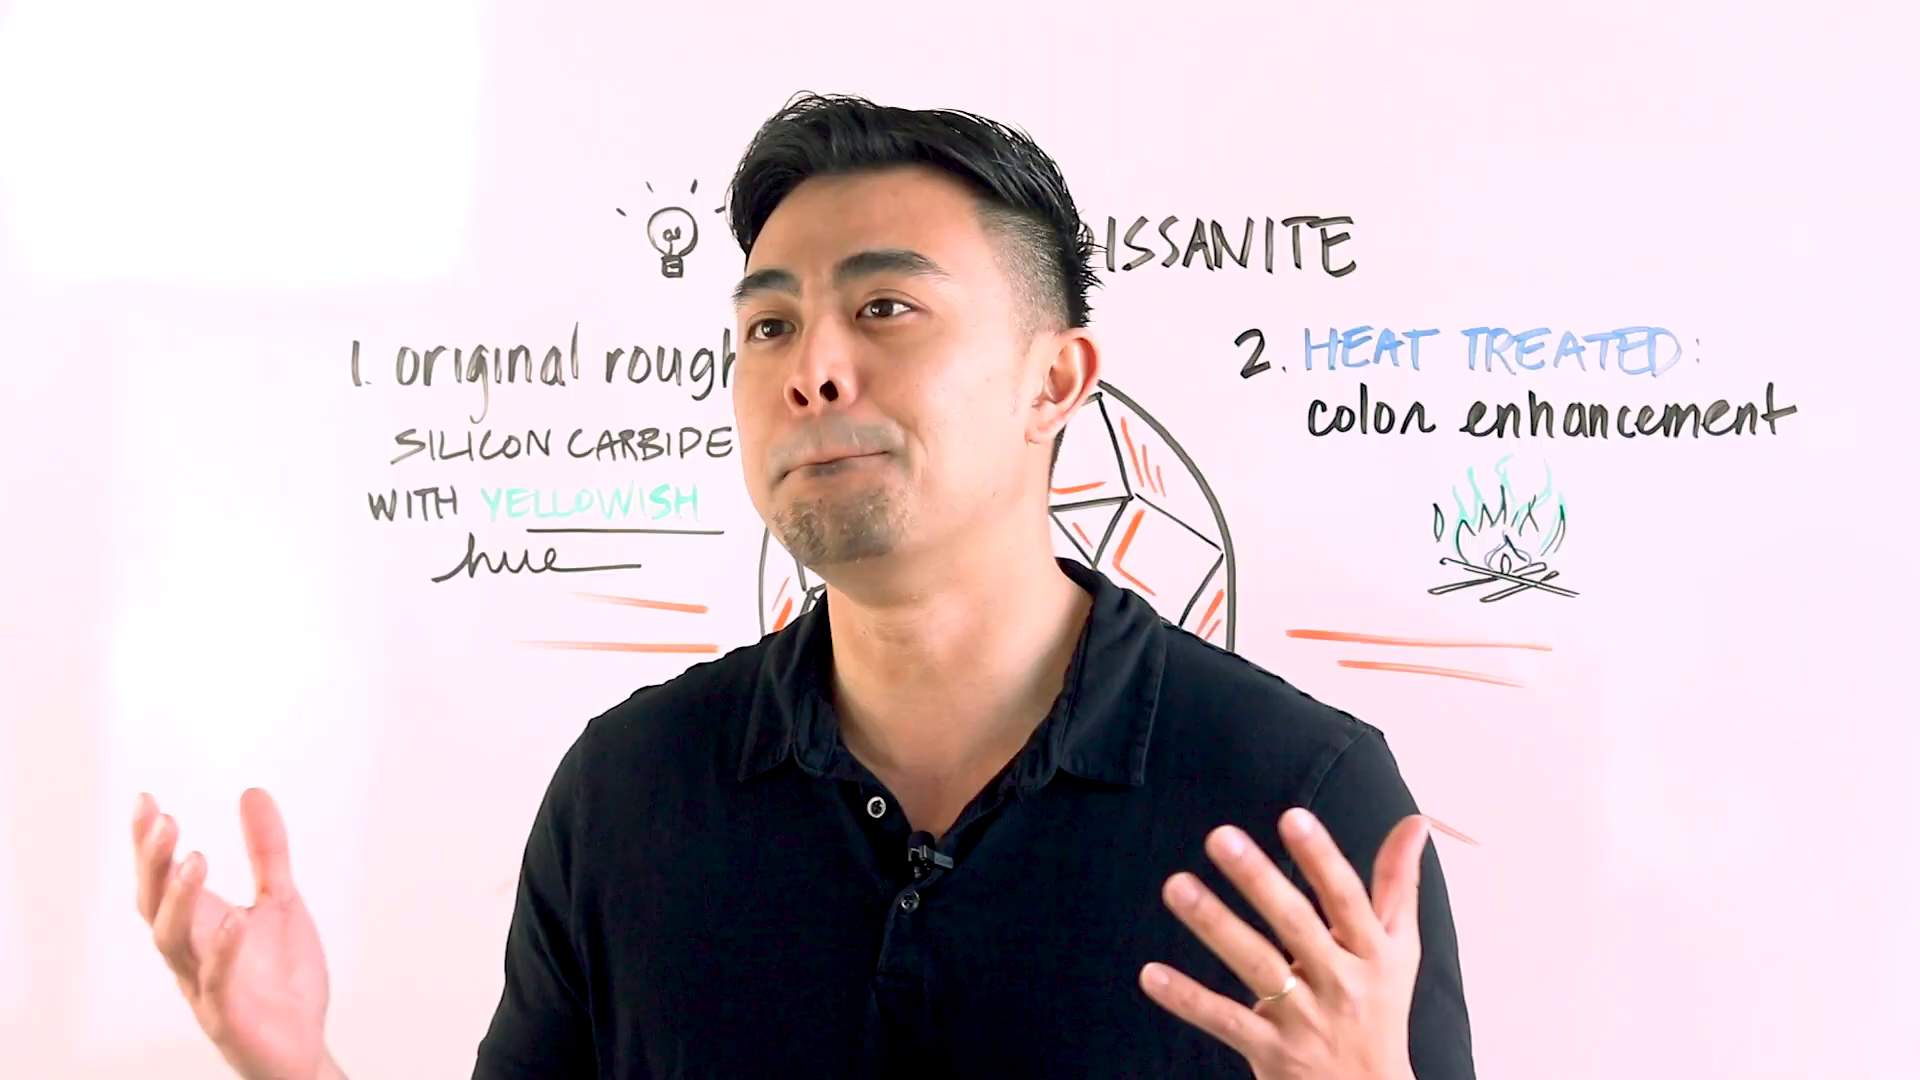 ISSANITE
1. original rough
SILICON CARBIDE
WITH YELLOWISH
hue
2. HEAT TREATED:
color enhancement